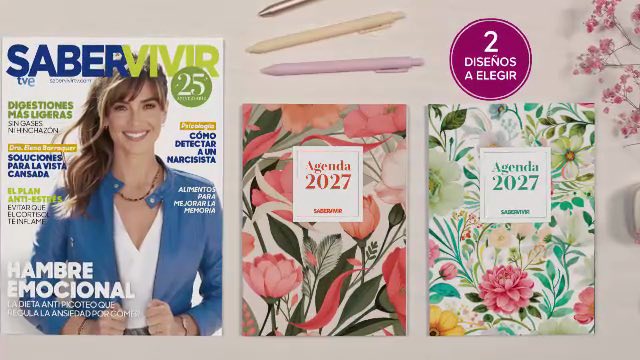 SABERVIVIR
tve
sabervivirtv.com
25
ANIVERSARIO
DIGESTIONES
MÁS LIGERAS
SIN GASES
NI HINCHAZÓN
Dra. Elena Barraquer
SOLUCIONES
PARA LA VISTA
CANSADA
EL PLAN
ANTI-ESTRÉS
EVITAR QUE
EL CORTISOL
TE INFLAME
Psicología
CÓMO
DETECTAR
A UN
NARCISISTA
ALIMENTOS
PARA
MEJORAR LA
MEMORIA
HAMBRE
EMOCIONAL
LA DIETA ANTI PICOTEO QUE
REGULA LA ANSIEDAD POR COMER
Agenda
2027
SABERVIVIR
Agenda
2027
SABERVIVIR
2
DISEÑOS
A ELEGIR